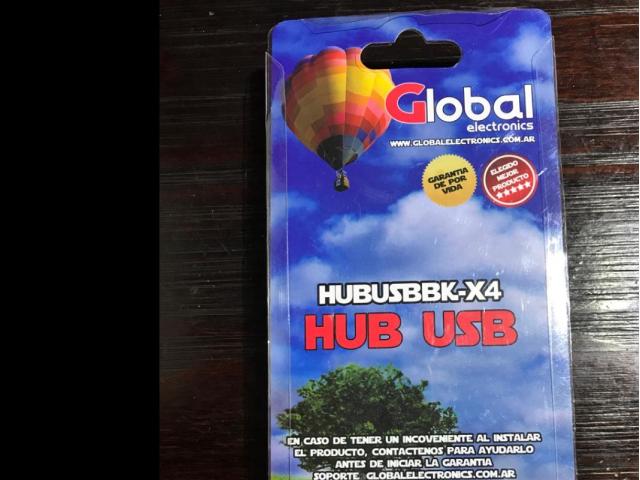 Global
electronics
WWW.GLOBALELECTRONICS.COM.AR
GARANTIA
DE POR
VIDA
ELEGIDO
MEJOR
PRODUCTO
HUBUSBBK-X4
HUB USB
EN CASO DE TENER UN INCOVENIENTE AL INSTALAR
EL PRODUCTO, CONTACTENOS PARA AYUDARLO
ANTES DE INICIAR LA GARANTIA
SOPORTE GLOBALELECTRONICS.COM.AR